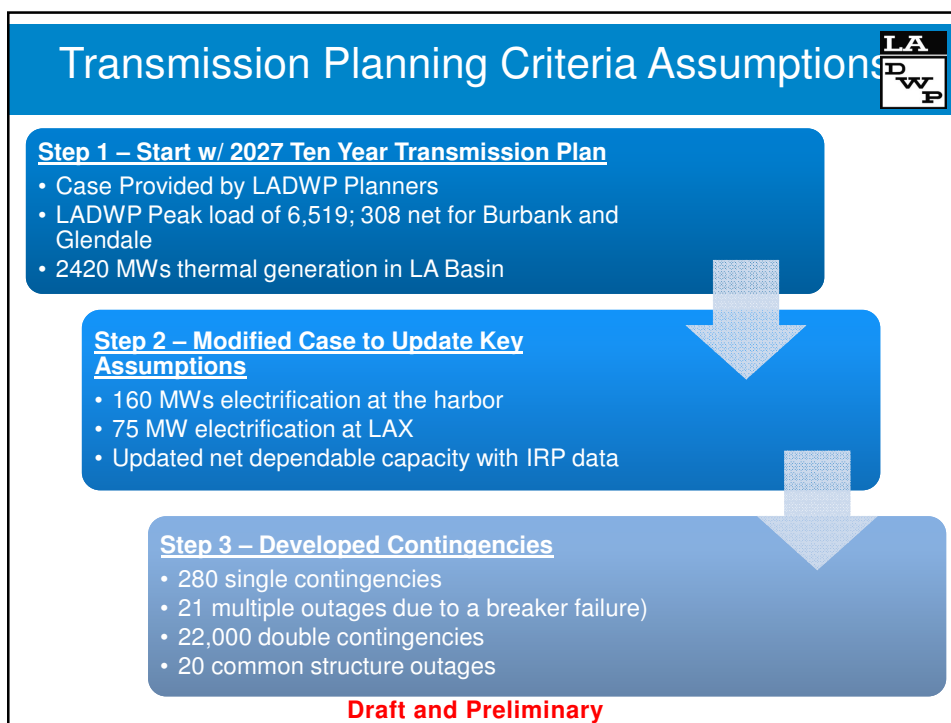 Transmission Planning Criteria Assumptions
LA
D
W
P
Step 1 – Start w/ 2027 Ten Year Transmission Plan
• Case Provided by LADWP Planners
• LADWP Peak load of 6,519; 308 net for Burbank and
Glendale
• 2420 MWs thermal generation in LA Basin
Step 2 – Modified Case to Update Key
Assumptions
• 160 MWs electrification at the harbor
• 75 MW electrification at LAX
• Updated net dependable capacity with IRP data
Step 3 – Developed Contingencies
• 280 single contingencies
• 21 multiple outages due to a breaker failure)
• 22,000 double contingencies
• 20 common structure outages
Draft and Preliminary